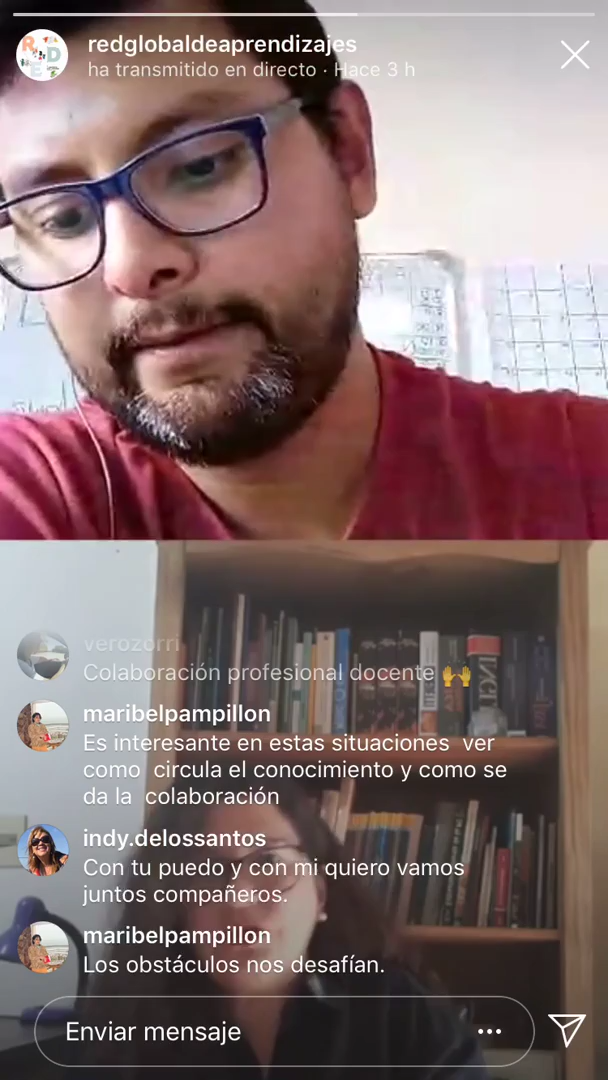 redglobaldeaprendizajes
ha transmitido en directo · Hace 3 h
verozorri
Colaboración profesional docente 🙌
maribelpampillon
Es interesante en estas situaciones ver
como circula el conocimiento y como se
da la colaboración
indy.delossantos
Con tu puedo y con mi quiero vamos
juntos compañeros.
maribelpampillon
Los obstáculos nos desafían.
Enviar mensaje